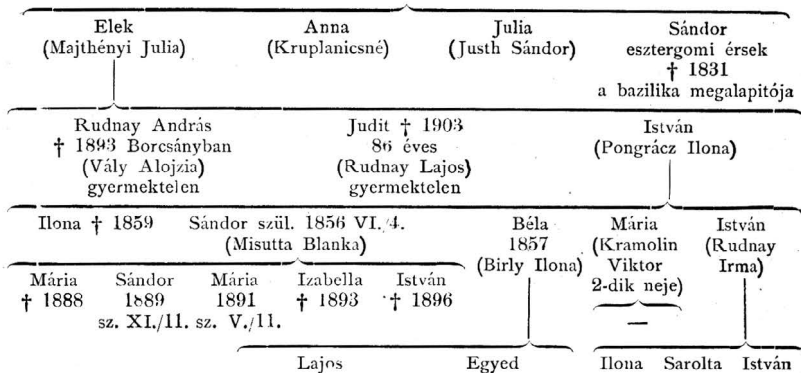 Elek Anna Julia Sándor
(Majthényi Julia) (Kruplanicsné) (Justh Sándor) esztergomi érsek
† 1831
a bazilika megalapitója
Rudnay András Judit † 1903 István
† 1893 Borcsányban 86 éves (Pongrácz Ilona)
(Vály Alojzia) (Rudnay Lajos)
gyermektelen gyermektelen
Ilona † 1859 Sándor szül. 1856 VI./4. Béla Mária István
(Misutta Blanka) 1857 (Kramolin (Rudnay
(Birly Ilona) Viktor Irma)
2-dik neje)
Mária Sándor Mária Izabella István
† 1888 1889 1891 † 1893 † 1896
sz. XI./11. sz. V./11.
—
Lajos Egyed Ilona Sarolta István